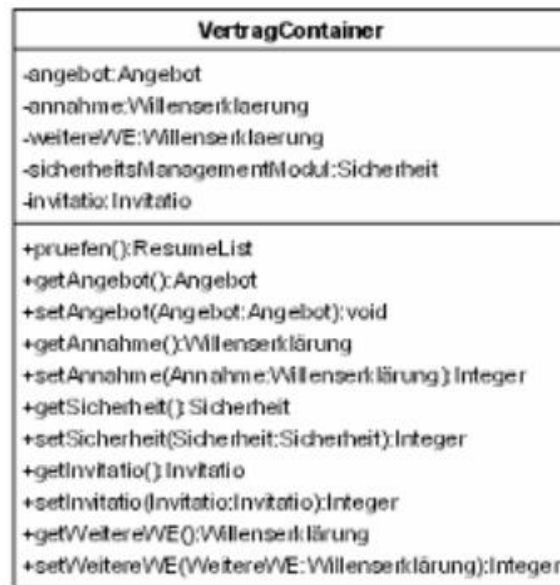 VertragContainer
-angebot:Angebot
-annahme:Willenserklaerung
-weitereWE:Willenserklaerung
-sicherheitsManagementModul:Sicherheit
-invitatio:Invitatio
+pruefen():ResumeList
+getAngebot():Angebot
+setAngebot(Angebot:Angebot):void
+getAnnahme():Willenserklärung
+setAnnahme(Annahme:Willenserklärung):Integer
+getSicherheit():Sicherheit
+setSicherheit(Sicherheit:Sicherheit):Integer
+getInvitatio():Invitatio
+setInvitatio(Invitatio:Invitatio):Integer
+getWeitereWE():Willenserklärung
+setWeitereWE(WeitereWE:Willenserklärung):Integer